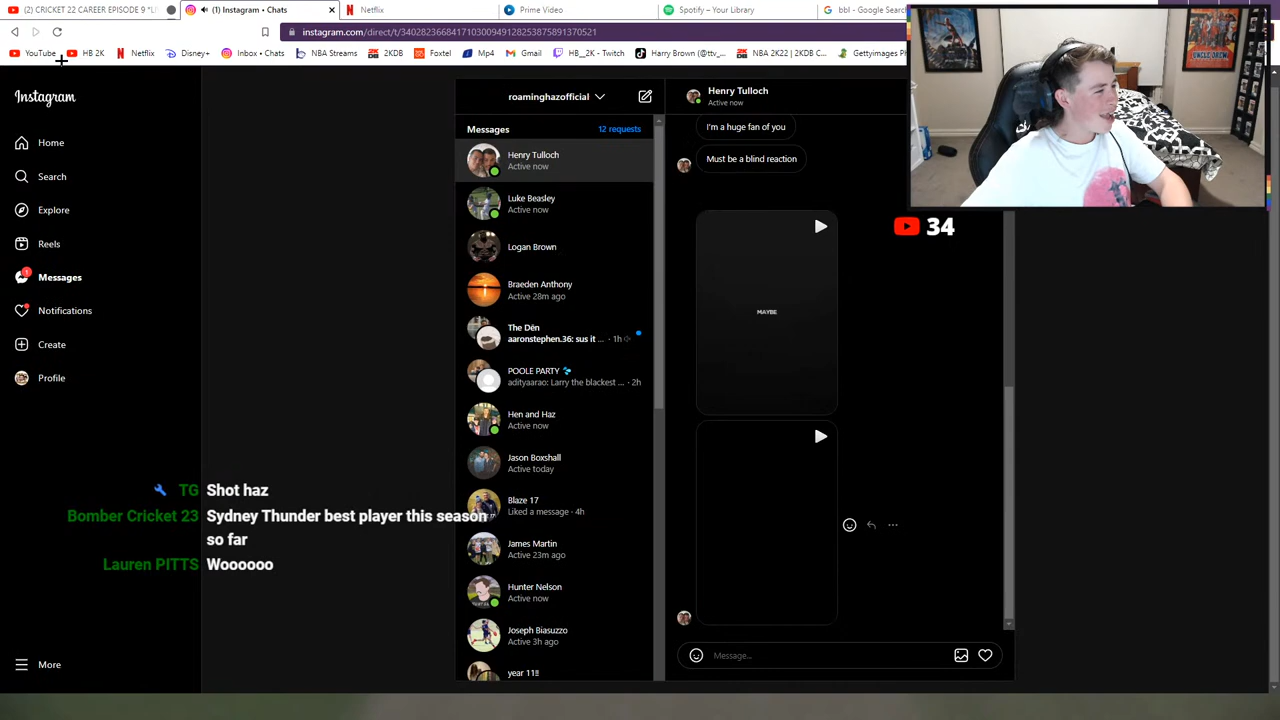 (2) CRICKET 22 CAREER EPISODE 9 *L
(1) Instagram • Chats
Netflix
Prime Video
Spotify – Your Library
bbl - Google Search
instagram.com/direct/t/340282366841710300949128253875891370521
YouTube
HB 2K
Netflix
Disney+
Inbox • Chats
NBA Streams
2KDB
Foxtel
Mp4
Gmail
HB__2K - Twitch
Harry Brown (@ttv_...
NBA 2K22 | 2KDB
Gettyimages P
Instagram
Home
Search
Explore
Reels
1
Messages
Notifications
Create
Profile
More
roaminghazofficial
Messages
12 requests
Henry Tulloch
Active now
Luke Beasley
Active now
Logan Brown
Braeden Anthony
Active 28m ago
The Dën
aaronstephen.36: sus it ... · 1h
POOLE PARTY
adityaarao: Larry the blackest ... · 2h
Hen and Haz
Active now
Jason Boxshall
Active today
Blaze 17
Liked a message · 4h
James Martin
Active 23m ago
Hunter Nelson
Active now
Joseph Biasuzzo
Active 3h ago
year 11!!
Henry Tulloch
Active now
I'm a huge fan of you
Must be a blind reaction
MAYBE
Message...
34
TG Shot haz
Bomber Cricket 23 Sydney Thunder best player this season
so far
Lauren PITTS Woooooo